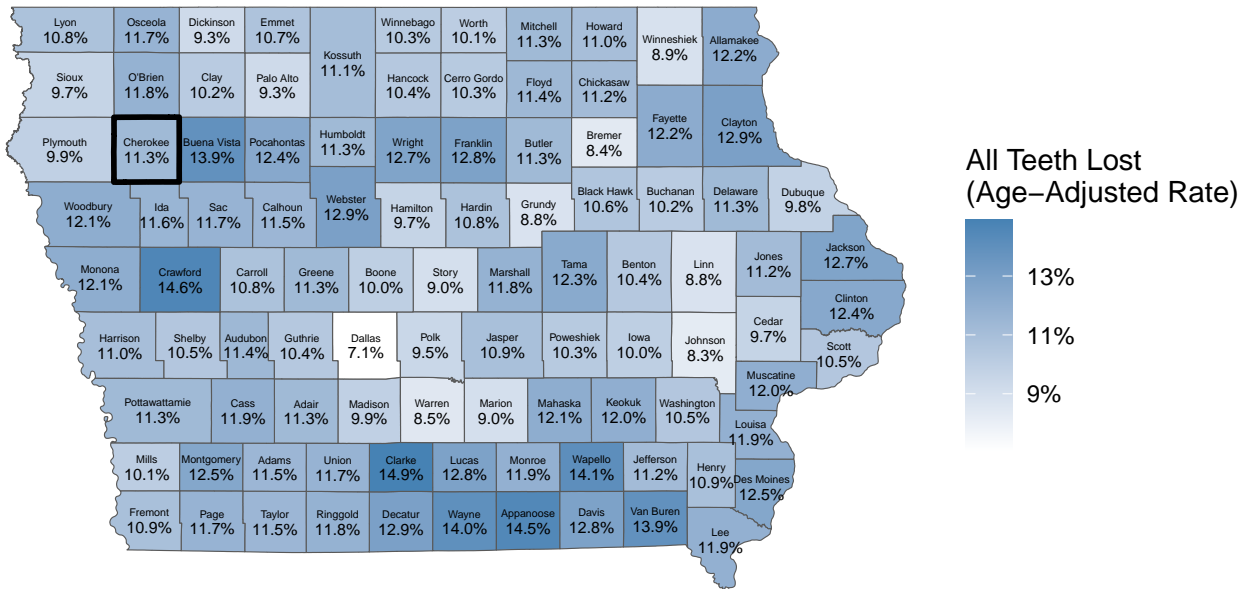 Lyon
10.8%
Osceola
11.7%
Dickinson
9.3%
Emmet
10.7%
Kossuth
11.1%
Winnebago
10.3%
Worth
10.1%
Mitchell
11.3%
Howard
11.0%
Winneshiek
8.9%
Allamakee
12.2%
Sioux
9.7%
O'Brien
11.8%
Clay
10.2%
Palo Alto
9.3%
Hancock
10.4%
Cerro Gordo
10.3%
Floyd
11.4%
Chickasaw
11.2%
Fayette
12.2%
Clayton
12.9%
Plymouth
9.9%
Cherokee
11.3%
Buena Vista
13.9%
Pocahontas
12.4%
Humboldt
11.3%
Wright
12.7%
Franklin
12.8%
Butler
11.3%
Bremer
8.4%
Woodbury
12.1%
Ida
11.6%
Sac
11.7%
Calhoun
11.5%
Webster
12.9%
Hamilton
9.7%
Hardin
10.8%
Grundy
8.8%
Black Hawk
10.6%
Buchanan
10.2%
Delaware
11.3%
Dubuque
9.8%
Monona
12.1%
Crawford
14.6%
Carroll
10.8%
Greene
11.3%
Boone
10.0%
Story
9.0%
Marshall
11.8%
Tama
12.3%
Benton
10.4%
Linn
8.8%
Jones
11.2%
Jackson
12.7%
Clinton
12.4%
Harrison
11.0%
Shelby
10.5%
Audubon
11.4%
Guthrie
10.4%
Dallas
7.1%
Polk
9.5%
Jasper
10.9%
Poweshiek
10.3%
Iowa
10.0%
Johnson
8.3%
Cedar
9.7%
Scott
10.5%
Muscatine
12.0%
Pottawattamie
11.3%
Cass
11.9%
Adair
11.3%
Madison
9.9%
Warren
8.5%
Marion
9.0%
Mahaska
12.1%
Keokuk
12.0%
Washington
10.5%
Louisa
11.9%
Mills
10.1%
Montgomery
12.5%
Adams
11.5%
Union
11.7%
Clarke
14.9%
Lucas
12.8%
Monroe
11.9%
Wapello
14.1%
Jefferson
11.2%
Henry
10.9%
Des Moines
12.5%
Fremont
10.9%
Page
11.7%
Taylor
11.5%
Ringgold
11.8%
Decatur
12.9%
Wayne
14.0%
Appanoose
14.5%
Davis
12.8%
Van Buren
13.9%
Lee
11.9%
All Teeth Lost
(Age−Adjusted Rate)
13%
11%
9%